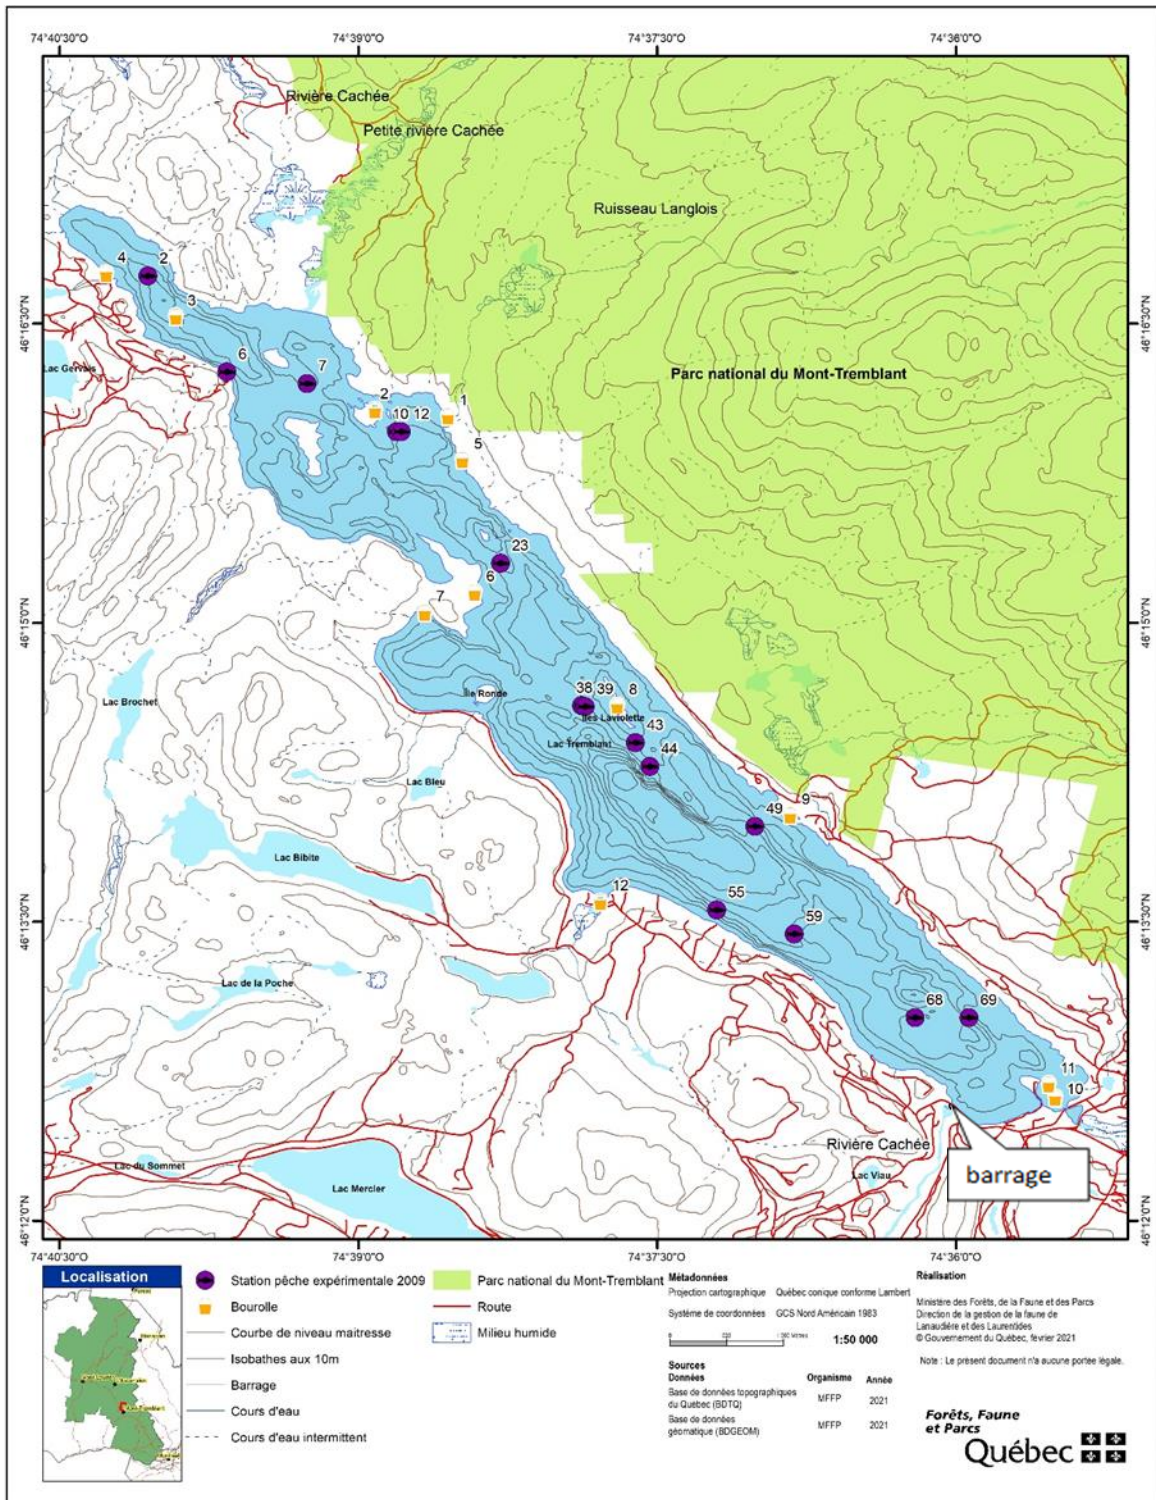 74°40'30"O 74°39'0"O 74°37'30"O 74°36'0"O
Rivière Cachée
Petite rivière Cachée
Ruisseau Langlois
4 2
3
46°16'30"N 46°16'30"N
6
Lac Gervais
7
Parc national du Mont-Tremblant
2
1
10 12
5
23
6
7
46°15'0"N 46°15'0"N
Île Ronde
Lac Brochet
38 39 8
Iles Laviolette
43
Lac Tremblant
44
Lac Bleu
49 9
Lac Bibite
12
55
59
46°13'30"N 46°13'30"N
Lac de la Poche
68 69
11
10
Rivière Cachée
barrage
Lac du Sommet
Lac Viau
Lac Mercier
46°12'0"N 46°12'0"N
74°40'30"O 74°39'0"O 74°37'30"O 74°36'0"O
Localisation
Station pêche expérimentale 2009
Bourolle
Courbe de niveau maitresse
Isobathes aux 10m
Barrage
Cours d'eau
Cours d'eau intermittent
Parc national du Mont-Tremblant
Route
Milieu humide
Métadonnées
Projection cartographique Québec conique conforme Lambert
Système de coordonnées GCS Nord Américain 1983
1:50 000
Sources
Données Organisme Année
Base de données topographiques
du Québec (BDTQ) MFFP 2021
Base de données
géomatique (BDGEOM) MFFP 2021
Réalisation
Ministère des Forêts, de la Faune et des Parcs
Direction de la gestion de la faune de
Lanaudière et des Laurentides
© Gouvernement du Québec, février 2021
Note : Le présent document n'a aucune portée légale.
Forêts, Faune
et Parcs
Québec